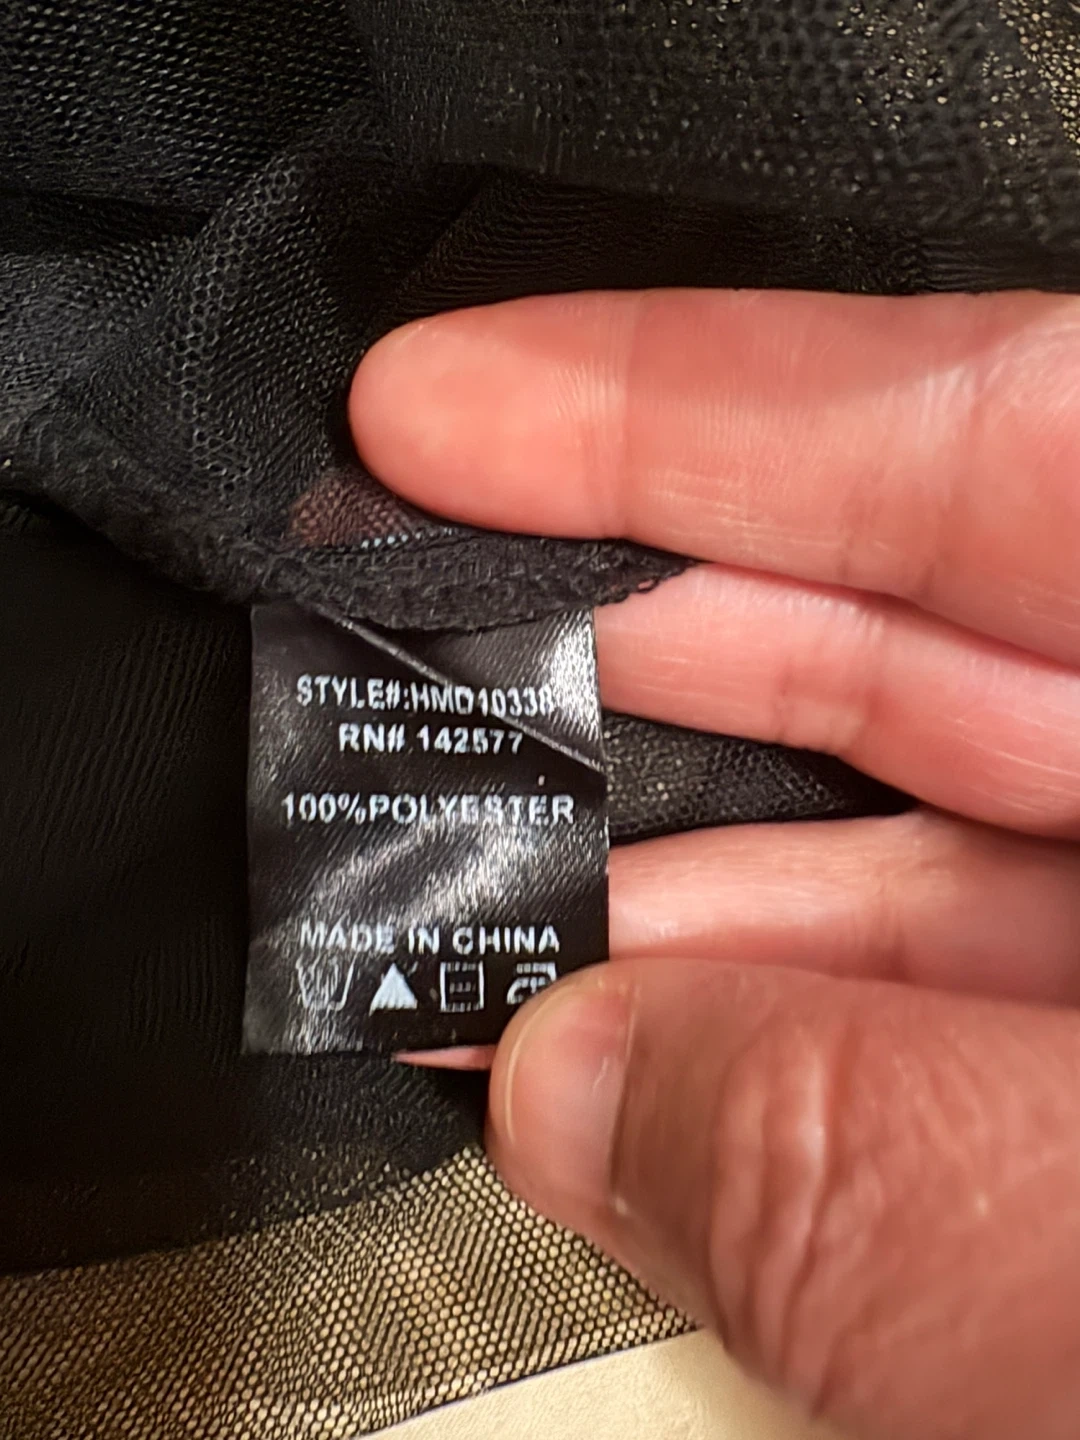 STYLE#:HMD10338
RN# 142577
100%POLYESTER
MADE IN CHINA